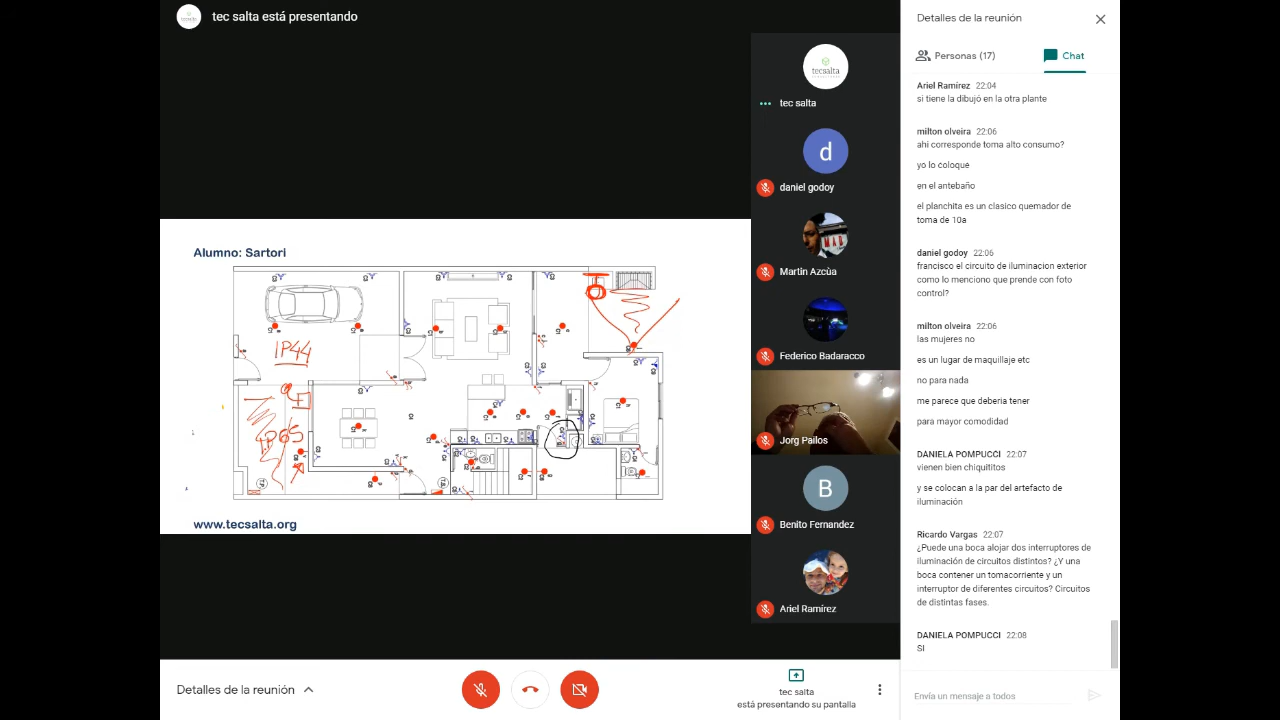 tec salta está presentando
Alumno: Sartori
IP44
IP65
www.tecsalta.org
tecsalta
tec salta
d
daniel godoy
Martin Azcùa
Federico Badaracco
Jorg Pailos
B
Benito Fernandez
Ariel Ramírez
Detalles de la reunión
Personas (17)
Chat
Ariel Ramírez 22:04
si tiene la dibujó en la otra plante
milton olveira 22:06
ahi corresponde toma alto consumo?
yo lo coloque
en el antebaño
el planchita es un clasico quemador de
toma de 10a
daniel godoy 22:06
francisco el circuito de iluminacion exterior
como lo menciono que prende con foto
control?
milton olveira 22:06
las mujeres no
es un lugar de maquillaje etc
no para nada
me parece que deberia tener
para mayor comodidad
DANIELA POMPUCCI 22:07
vienen bien chiquititos
y se colocan a la par del artefacto de
iluminación
Ricardo Vargas 22:07
¿Puede una boca alojar dos interruptores de
iluminación de circuitos distintos? ¿Y una
boca contener un tomacorriente y un
interruptor de diferentes circuitos? Circuitos
de distintas fases.
DANIELA POMPUCCI 22:08
SI
Envía un mensaje a todos
Detalles de la reunión
tec salta
está presentando su pantalla